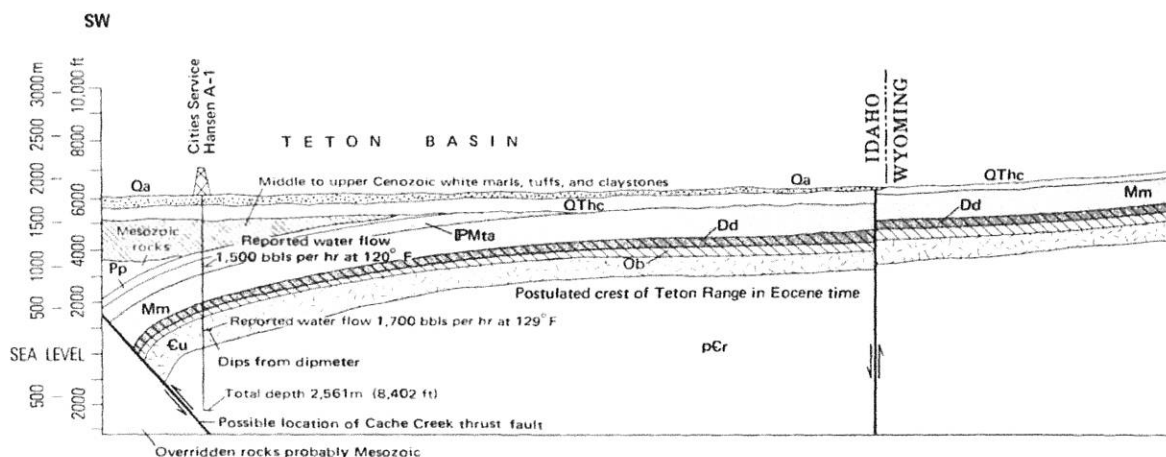 SW
3000 m
10,000 ft
2500
8000
2000
6000
1500
4000
1000
500
2000
SEA LEVEL
500
2000
Cities Service
Hansen A-1
TETON BASIN
IDAHO
WYOMING
Qa
Middle to upper Cenozoic white marls, tuffs, and claystones
Qa
QThc
QThc
Mm
Mesozoic
rocks
Reported water flow
1,500 bbls per hr at 120° F
ℙMta
Dd
Dd
Pp
Ob
Postulated crest of Teton Range in Eocene time
Mm
Reported water flow 1,700 bbls per hr at 129° F
Єu
Dips from dipmeter
pЄr
Total depth 2,561m (8,402 ft)
Possible location of Cache Creek thrust fault
Overridden rocks probably Mesozoic